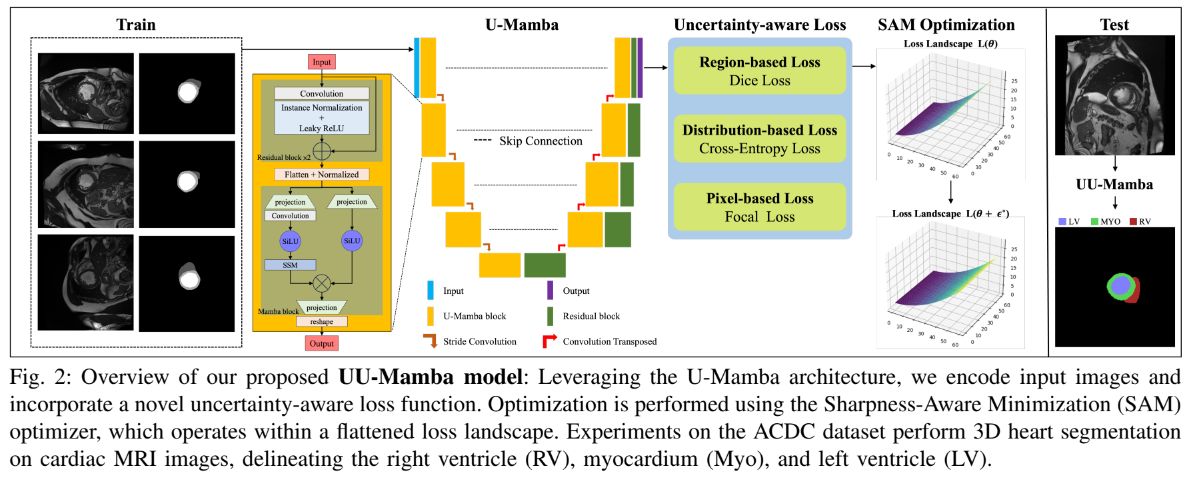 Train
U-Mamba
Uncertainty-aware Loss
SAM Optimization
Test
Input
Convolution
Instance Normalization
+
Leaky ReLU
Residual block ×2
Flatten + Normalized
projection
projection
Convolution
SiLU
SiLU
SSM
Mamba block
projection
reshape
Output
Skip Connection
Input
Output
U-Mamba block
Residual block
Stride Convolution
Convolution Transposed
Region-based Loss
Dice Loss
Distribution-based Loss
Cross-Entropy Loss
Pixel-based Loss
Focal Loss
Loss Landscape L(θ)
25
20
15
10
5
0
0
10
20
30
40
50
60
0
10
20
30
40
50
60
Loss Landscape L(θ + ϵ*)
25
20
15
10
5
0
0
10
20
30
40
50
60
0
10
20
30
40
50
60
UU-Mamba
LV MYO RV
Fig. 2: Overview of our proposed UU-Mamba model: Leveraging the U-Mamba architecture, we encode input images and
incorporate a novel uncertainty-aware loss function. Optimization is performed using the Sharpness-Aware Minimization (SAM)
optimizer, which operates within a flattened loss landscape. Experiments on the ACDC dataset perform 3D heart segmentation
on cardiac MRI images, delineating the right ventricle (RV), myocardium (Myo), and left ventricle (LV).